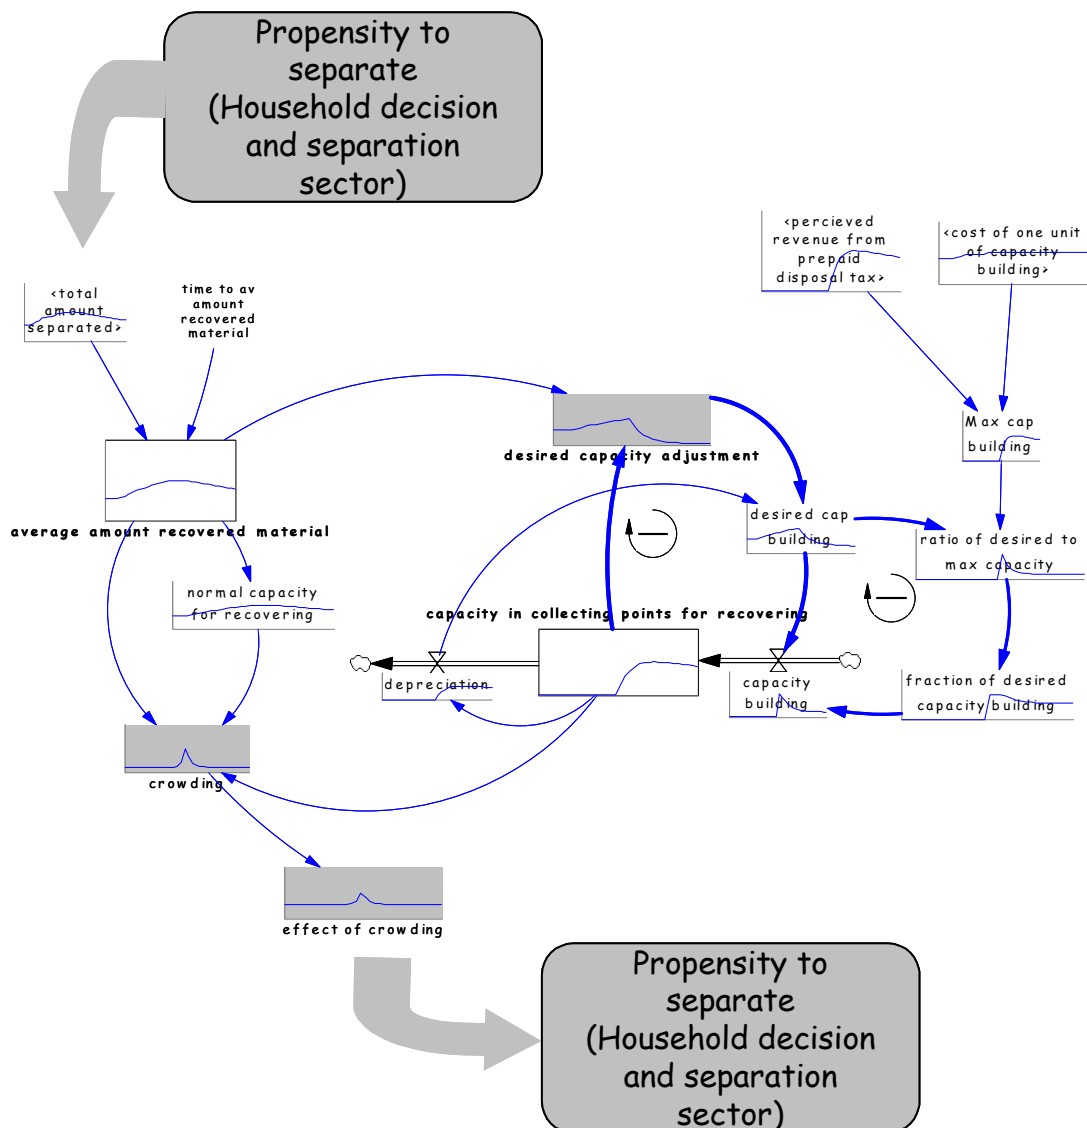 Propensity to
separate
(Household decision
and separation
sector)
<percieved
revenue from
prepaid
disposal tax>
<cost of one unit
of capacity
building>
<total
amount
separated>
time to av
amount
recovered
material
Max cap
building
desired capacity adjustment
average amount recovered material
desired cap
building
ratio of desired to
max capacity
normal capacity
for recovering
capacity in collecting points for recovering
depreciation
capacity
building
fraction of desired
capacity building
crowding
effect of crowding
Propensity to
separate
(Household decision
and separation
sector)